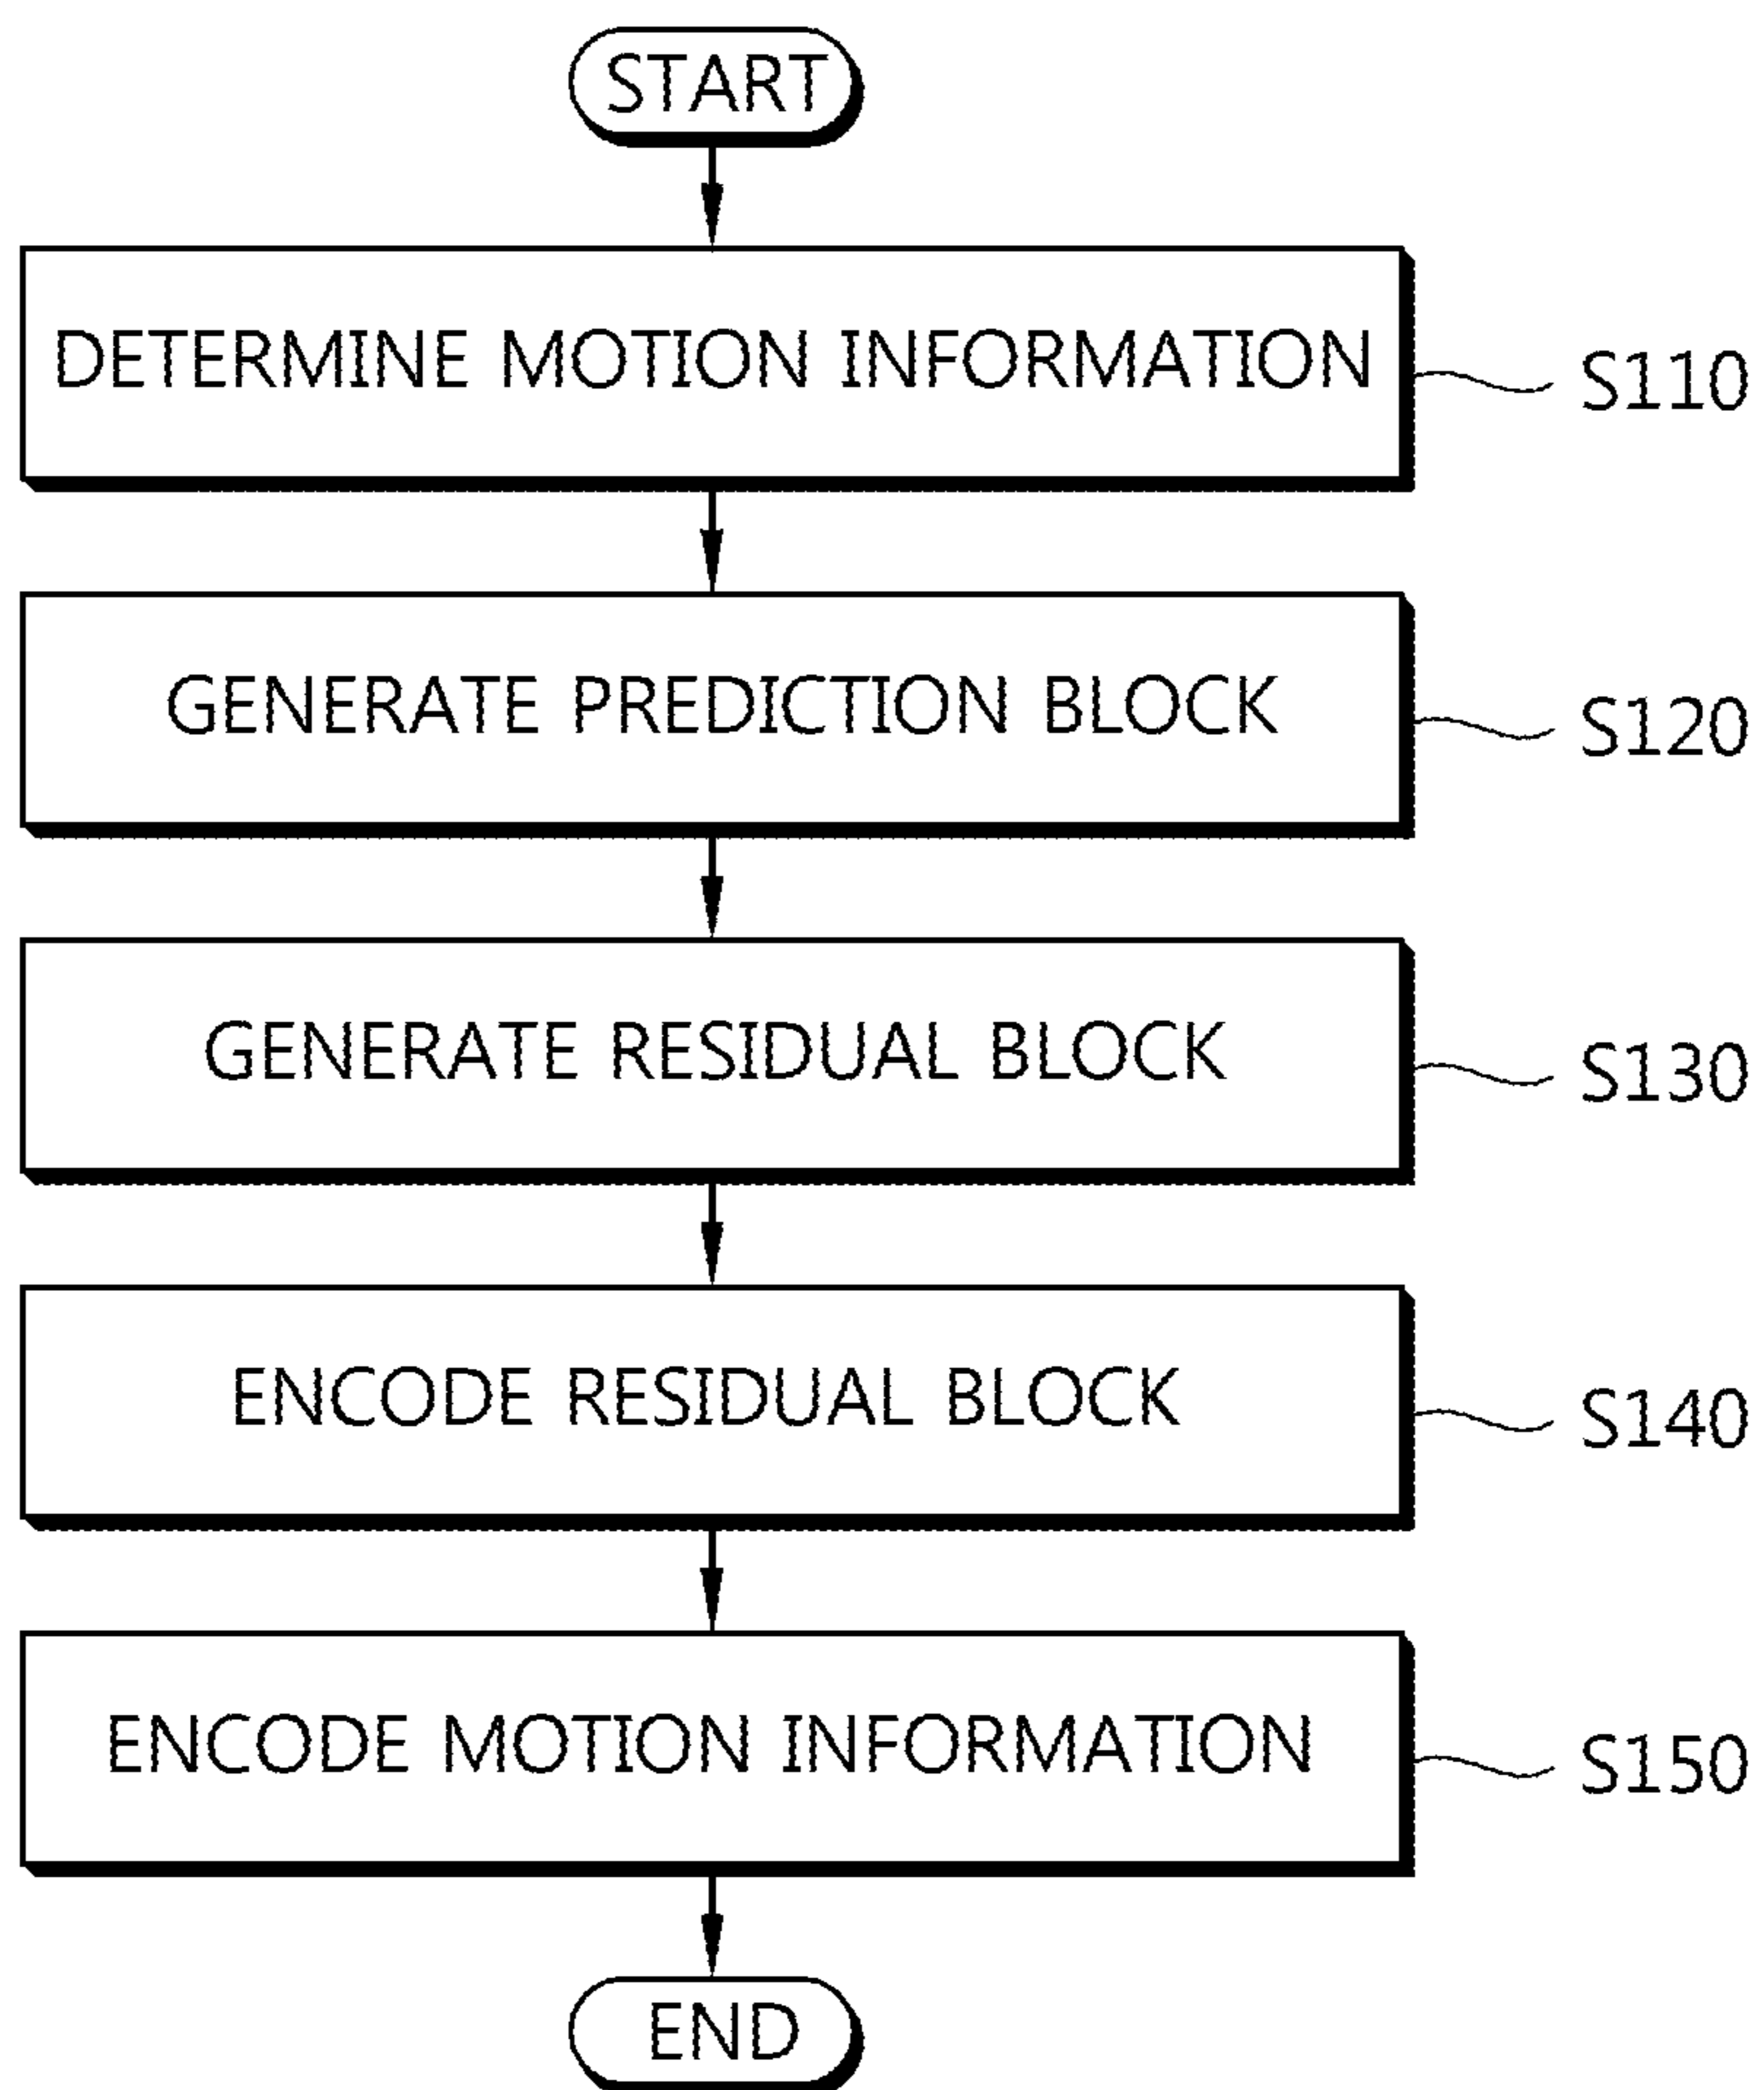 START
DETERMINE MOTION INFORMATION
S110
GENERATE PREDICTION BLOCK
S120
GENERATE RESIDUAL BLOCK
S130
ENCODE RESIDUAL BLOCK
S140
ENCODE MOTION INFORMATION
S150
END